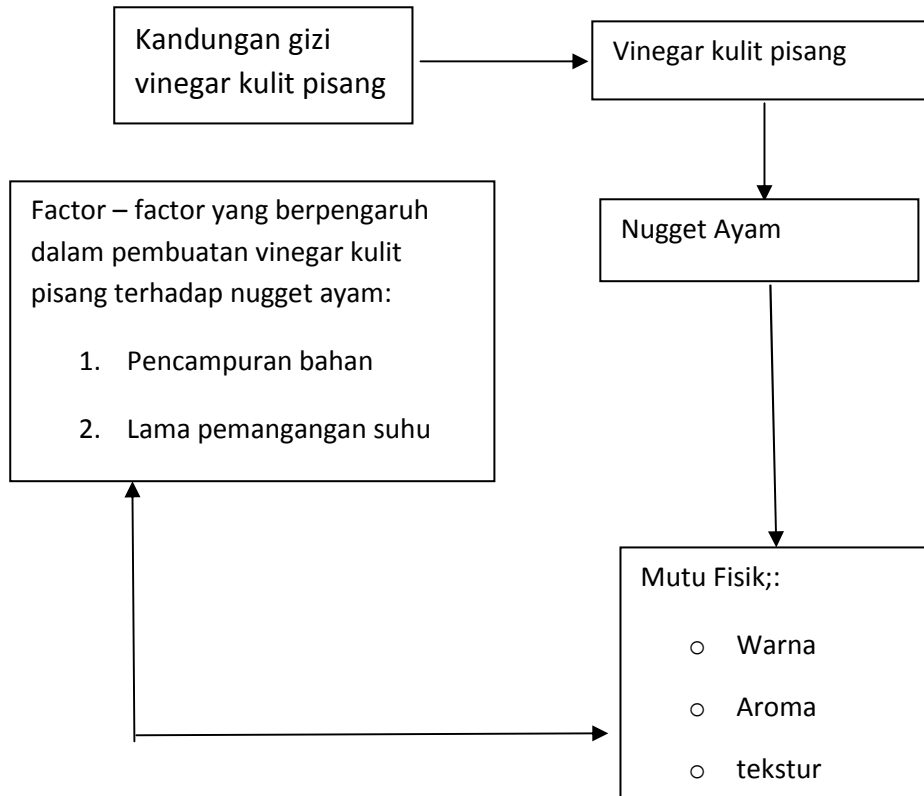 Kandungan gizi
vinegar kulit pisang
Vinegar kulit pisang
Factor – factor yang berpengaruh
dalam pembuatan vinegar kulit
pisang terhadap nugget ayam:
1. Pencampuran bahan
2. Lama pemangangan suhu
Nugget Ayam
Mutu Fisik;:
o Warna
o Aroma
o tekstur